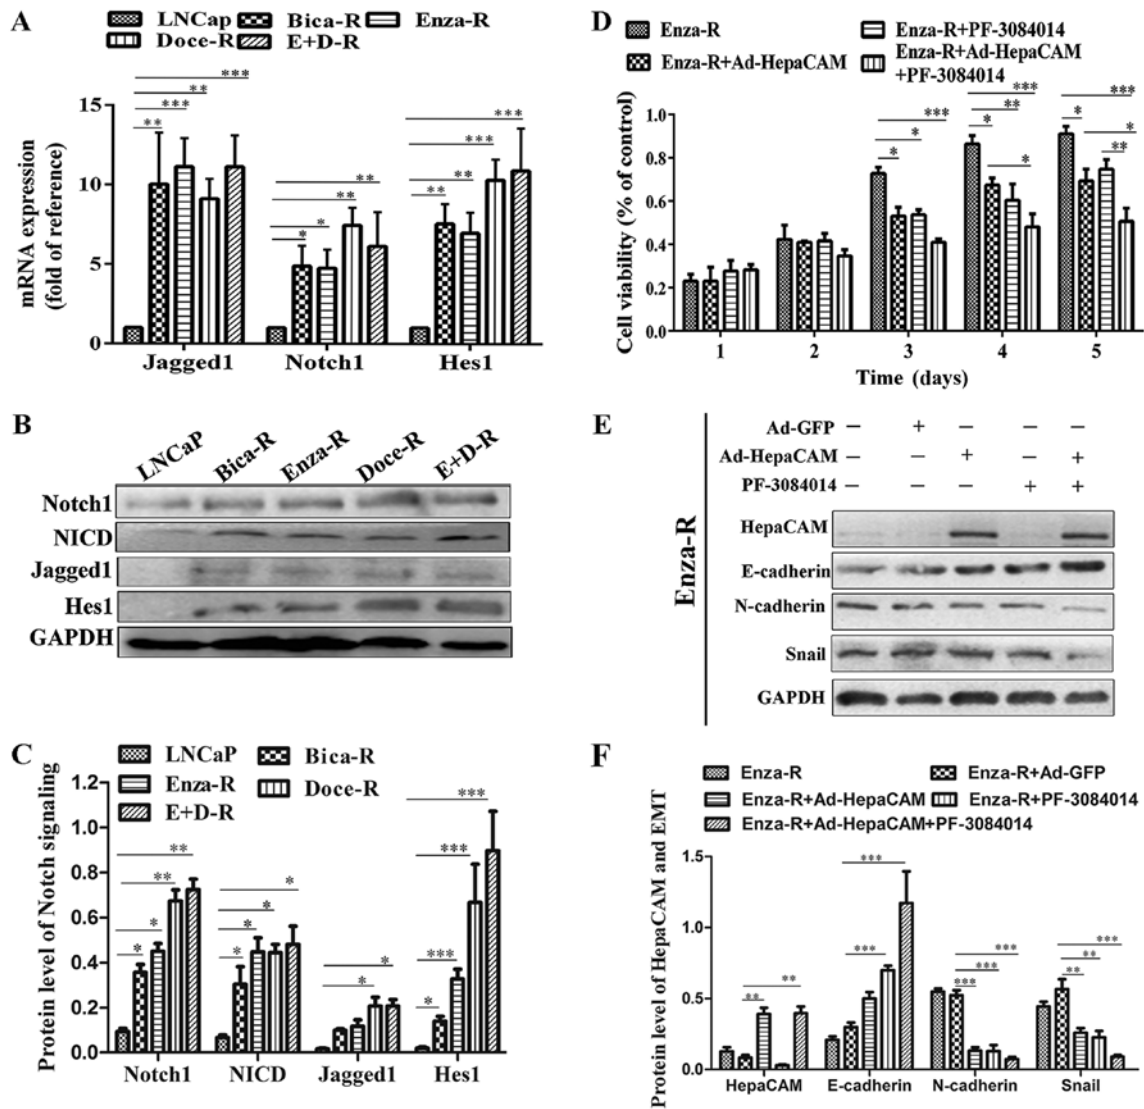 A
LNCap Bica-R Enza-R
Doce-R E+D-R
mRNA expression
(fold of reference)
15
10
5
0
** *** ** ***
* * ** **
** ** *** ***
Jagged1 Notch1 Hes1
B
LNCaP Bica-R Enza-R Doce-R E+D-R
Notch1
NICD
Jagged1
Hes1
GAPDH
C
LNCaP Bica-R
Enza-R Doce-R
E+D-R
Protein level of Notch signaling
1.2
1.0
0.8
0.6
0.4
0.2
0.0
* * ** **
* * * *
* *
* *** *** ***
Notch1 NICD Jagged1 Hes1
D
Enza-R Enza-R+PF-3084014
Enza-R+Ad-HepaCAM Enza-R+Ad-HepaCAM
+PF-3084014
Cell viability (% of control)
1.0
0.8
0.6
0.4
0.2
0.0
* * ***
* ** *** *
* *** * **
1 2 3 4 5
Time (days)
E
Enza-R
Ad-GFP — + — — —
Ad-HepaCAM — — + — +
PF-3084014 — — — + +
HepaCAM
E-cadherin
N-cadherin
Snail
GAPDH
F
Enza-R Enza-R+Ad-GFP
Enza-R+Ad-HepaCAM Enza-R+PF-3084014
Enza-R+Ad-HepaCAM+PF-3084014
Protein level of HepaCAM and EMT
1.5
1.0
0.5
0.0
** **
*** ***
*** *** ***
** ** ***
HepaCAM E-cadherin N-cadherin Snail